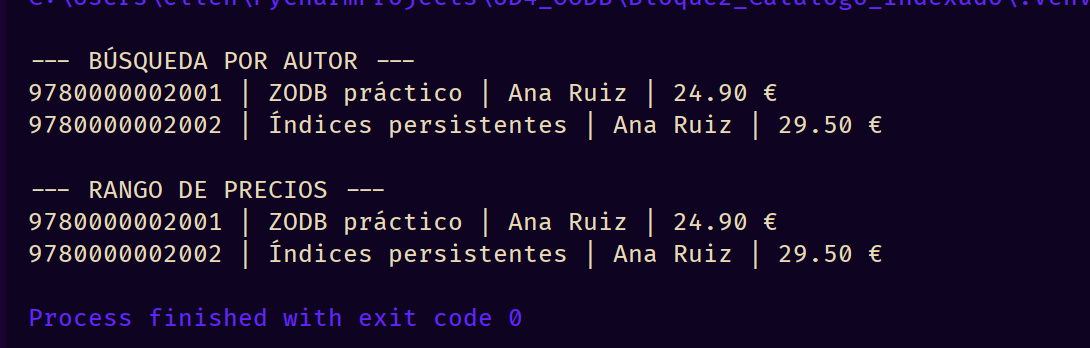 --- BÚSQUEDA POR AUTOR ---
9780000002001 | ZODB práctico | Ana Ruiz | 24.90 €
9780000002002 | Índices persistentes | Ana Ruiz | 29.50 €
--- RANGO DE PRECIOS ---
9780000002001 | ZODB práctico | Ana Ruiz | 24.90 €
9780000002002 | Índices persistentes | Ana Ruiz | 29.50 €
Process finished with exit code 0